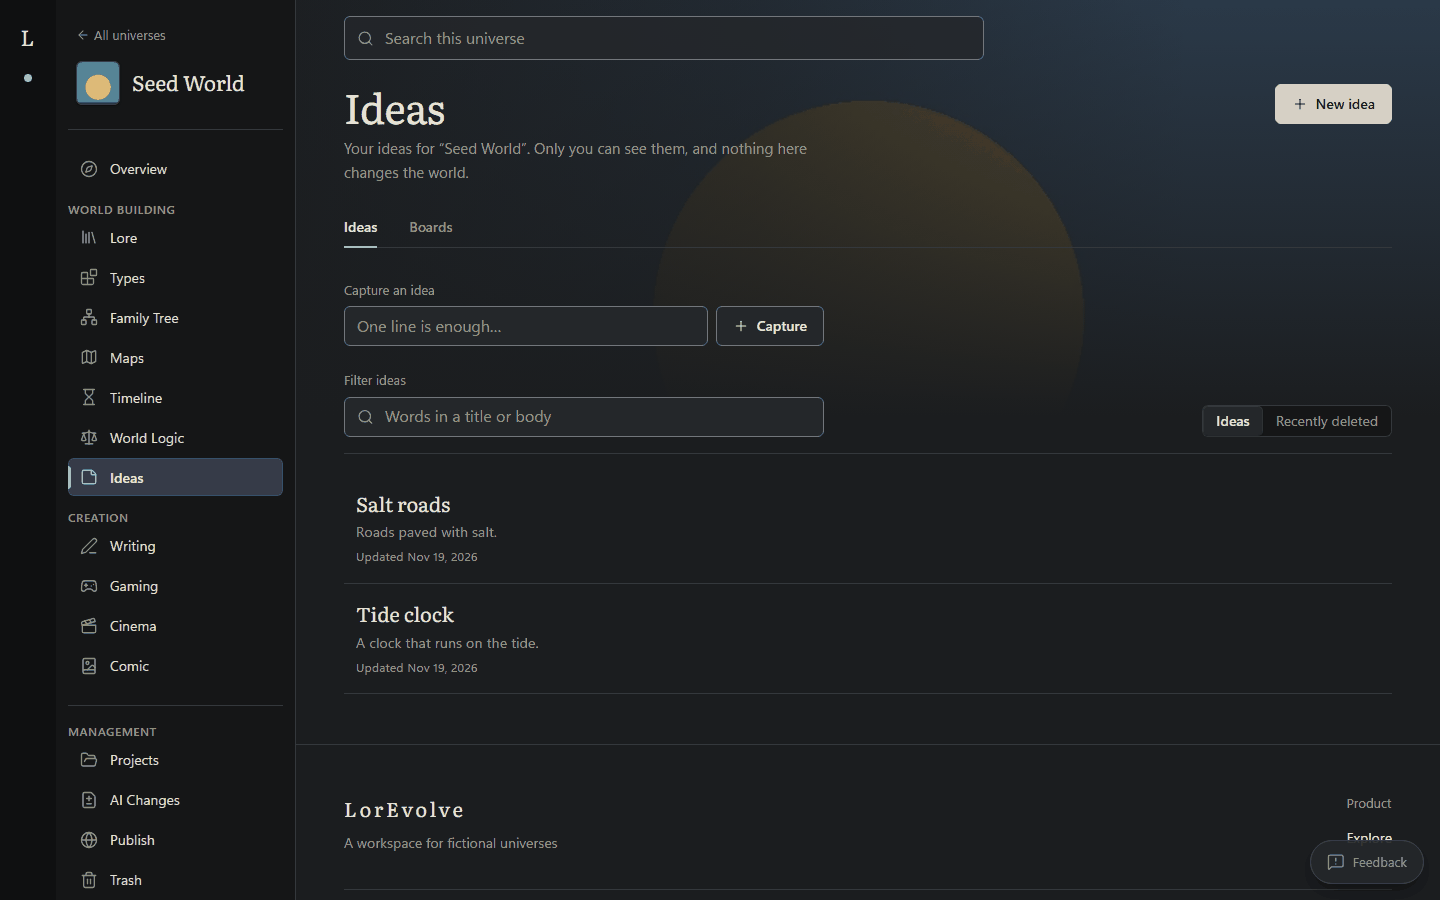 L
All universes
Seed World
Overview
WORLD BUILDING
Lore
Types
Family Tree
Maps
Timeline
World Logic
Ideas
CREATION
Writing
Gaming
Cinema
Comic
MANAGEMENT
Projects
AI Changes
Publish
Trash
Search this universe
Ideas
New idea
Your ideas for “Seed World”. Only you can see them, and nothing here
changes the world.
Ideas Boards
Capture an idea
One line is enough...
Capture
Filter ideas
Words in a title or body
Ideas Recently deleted
Salt roads
Roads paved with salt.
Updated Nov 19, 2026
Tide clock
A clock that runs on the tide.
Updated Nov 19, 2026
LorEvolve
A workspace for fictional universes
Product
Explore
Feedback